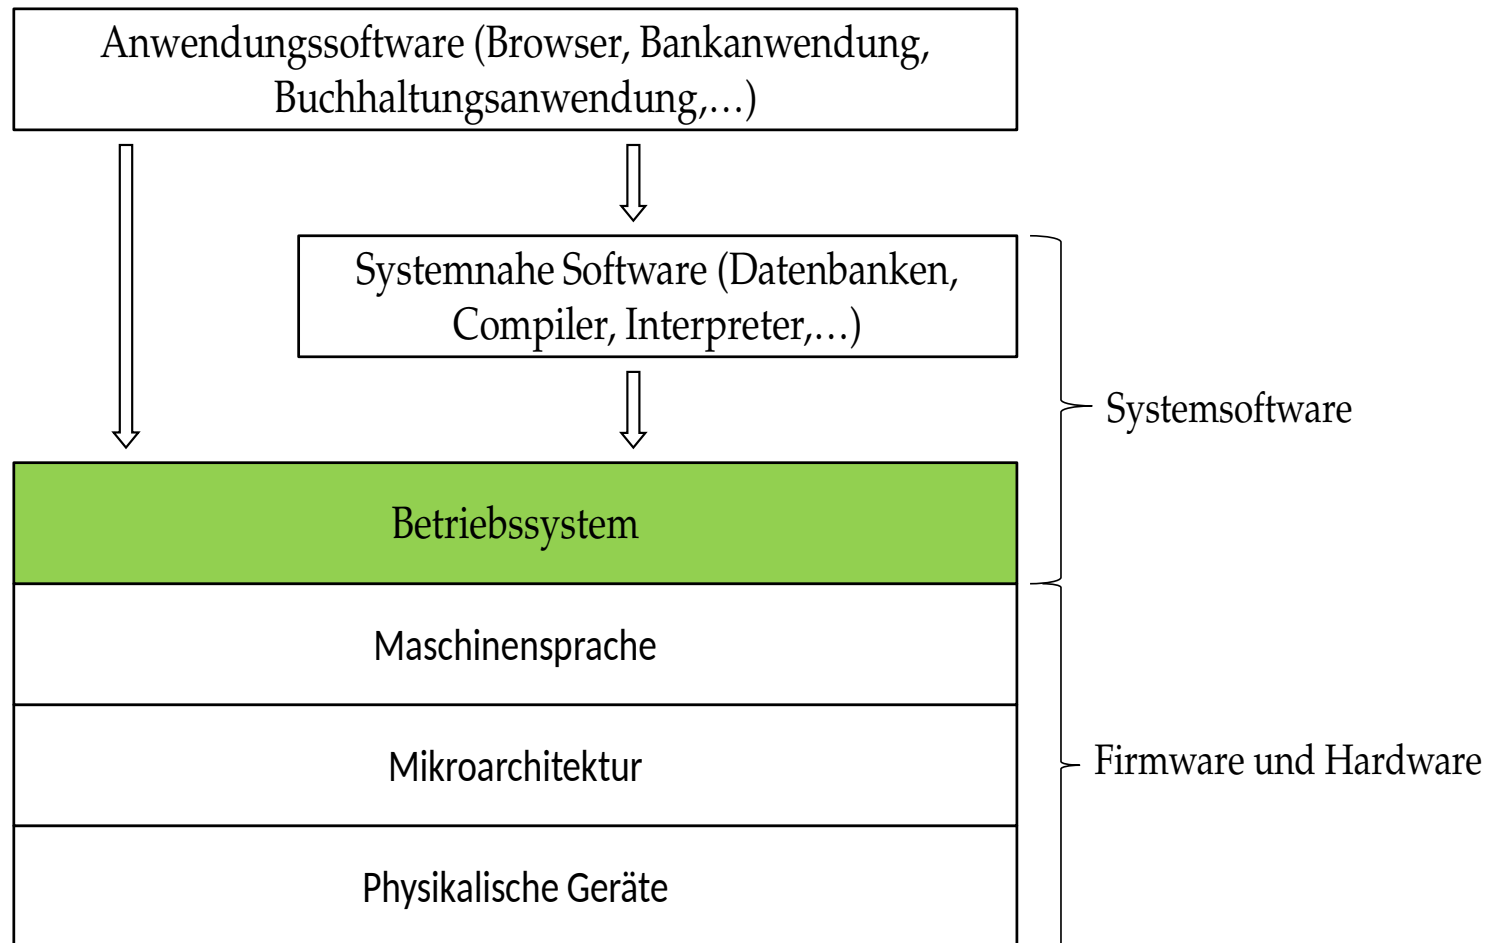 Anwendungssoftware (Browser, Bankanwendung,
Buchhaltungsanwendung,…)
Systemnahe Software (Datenbanken,
Compiler, Interpreter,…)
Systemsoftware
Betriebssystem
Maschinensprache
Mikroarchitektur
Firmware und Hardware
Physikalische Geräte